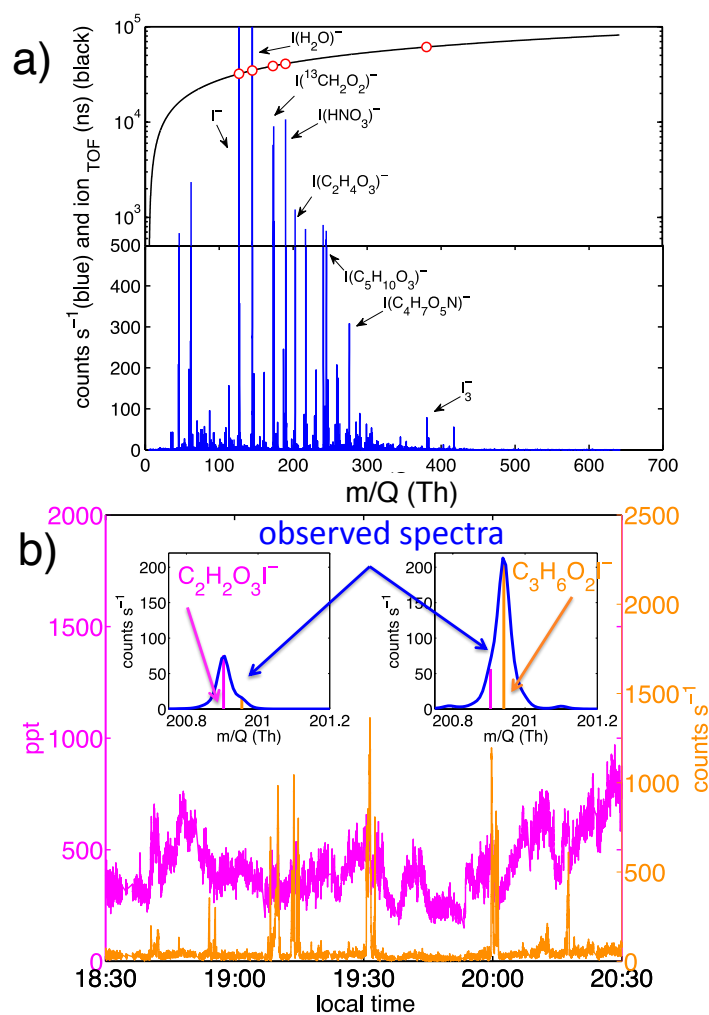 a)
counts s⁻¹(blue) and ion TOF (ns) (black)
10⁵
10⁴
10³
500
400
300
200
100
0
I(H₂O)⁻
I(¹³CH₂O₂)⁻
I⁻
I(HNO₃)⁻
I(C₂H₄O₃)⁻
I(C₅H₁₀O₃)⁻
I(C₄H₇O₅N)⁻
I₃⁻
0 100 200 300 400 500 600 700
m/Q (Th)
b)
2000
1500
1000
500
0
ppt
observed spectra
200
150
100
50
0
counts s⁻¹
C₂H₂O₃I⁻
200.8 201 201.2
m/Q (Th)
200
150
100
50
0
counts s⁻¹
C₃H₆O₂I⁻
200.8 201 201.2
m/Q (Th)
2500
2000
1500
1000
500
0
counts s⁻¹
18:30 19:00 19:30 20:00 20:30
local time